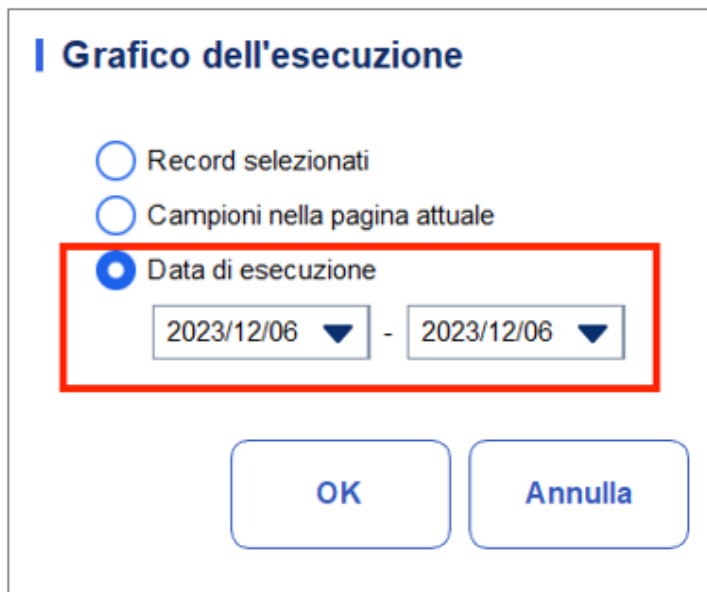 Grafico dell'esecuzione
Record selezionati
Campioni nella pagina attuale
Data di esecuzione
2023/12/06 - 2023/12/06
OK Annulla